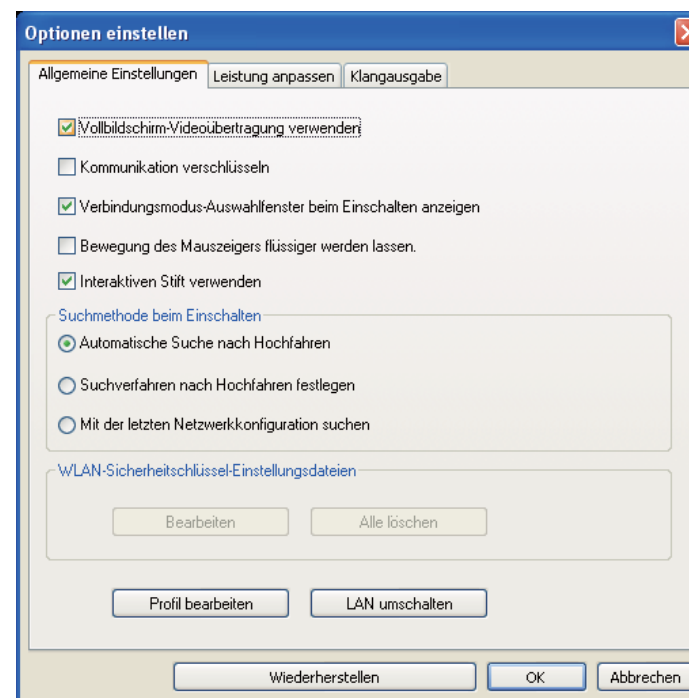 Optionen einstellen
Allgemeine Einstellungen Leistung anpassen Klangausgabe
Vollbildschirm-Videoübertragung verwenden
Kommunikation verschlüsseln
Verbindungsmodus-Auswahlfenster beim Einschalten anzeigen
Bewegung des Mauszeigers flüssiger werden lassen.
Interaktiven Stift verwenden
Suchmethode beim Einschalten
Automatische Suche nach Hochfahren
Suchverfahren nach Hochfahren festlegen
Mit der letzten Netzwerkkonfiguration suchen
WLAN-Sicherheitschlüssel-Einstellungsdateien
Bearbeiten Alle löschen
Profil bearbeiten LAN umschalten
Wiederherstellen OK Abbrechen